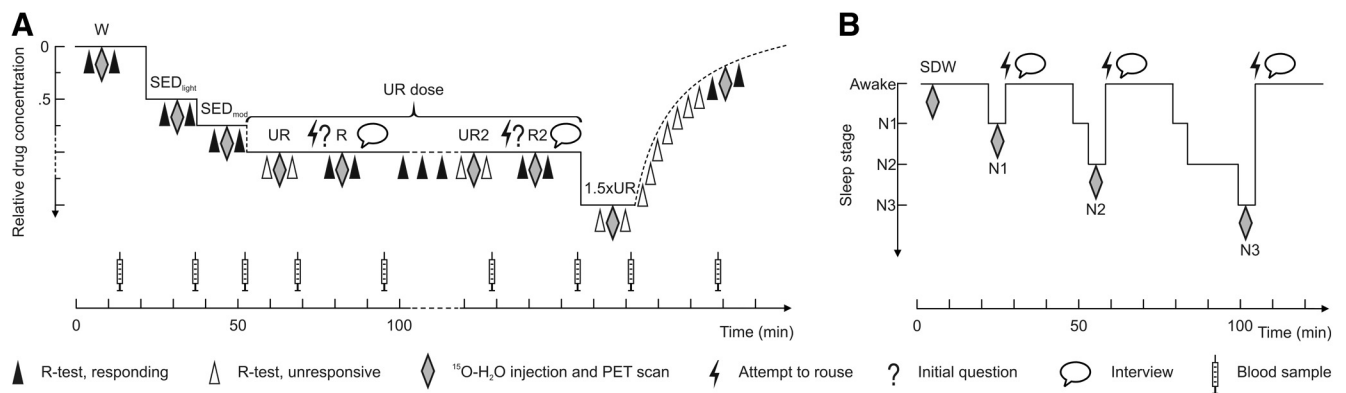 A
B
W
Relative drug concentration
0
.5
SEDlight
SEDmod
UR dose
UR
? R
UR2
? R2
1.5xUR
0
50
100
Time (min)
SDW
Sleep stage
Awake
N1
N2
N3
N1
N2
N3
0
50
100
Time (min)
R-test, responding
R-test, unresponsive
15O-H2O injection and PET scan
Attempt to rouse
? Initial question
Interview
Blood sample